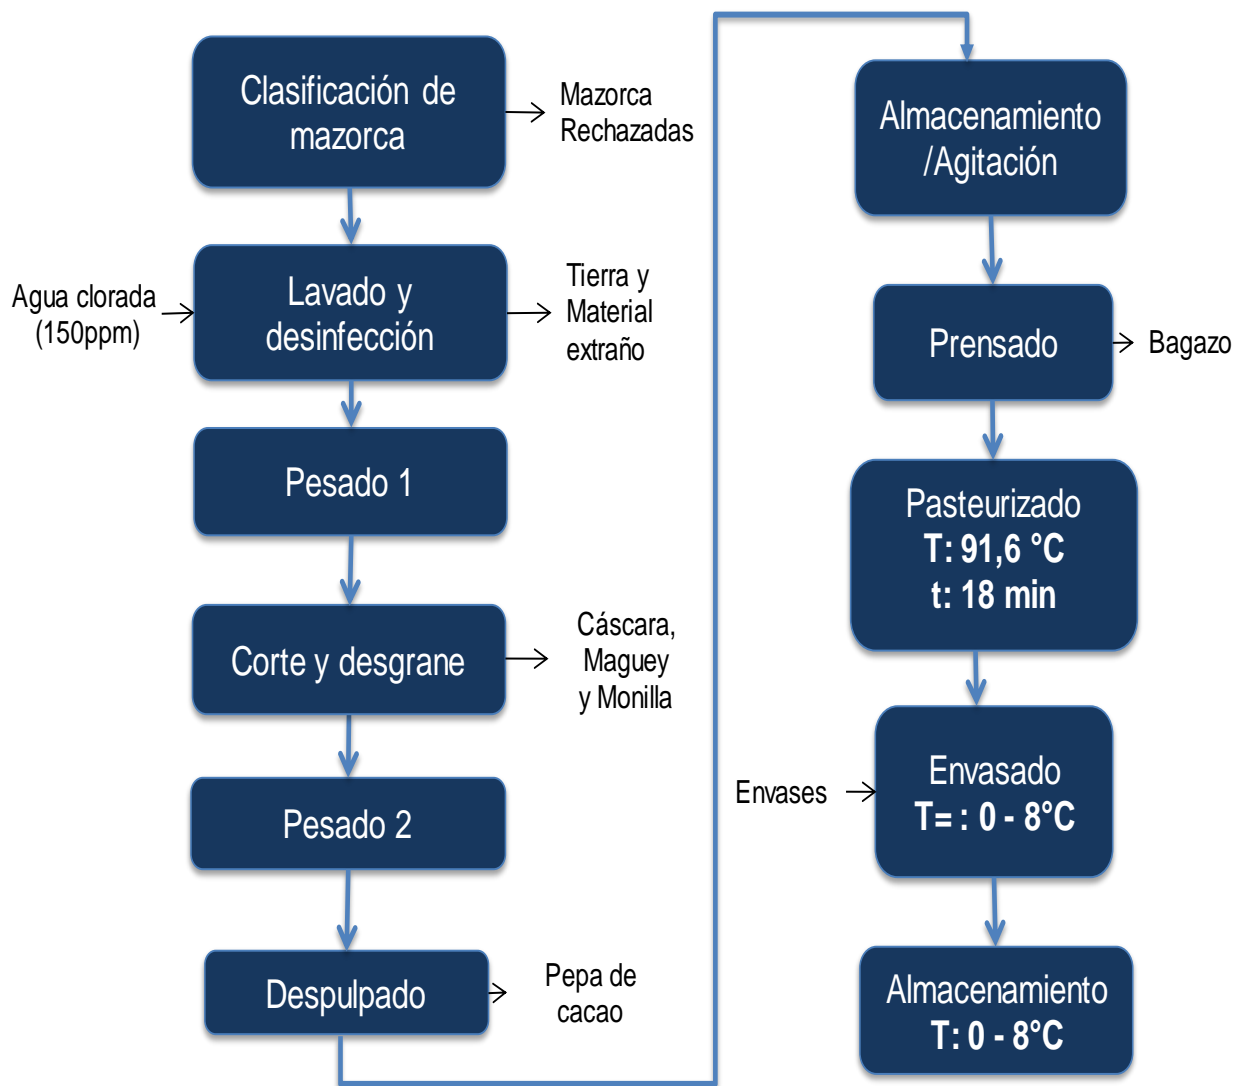 Clasificación de
mazorca
Mazorca
Rechazadas
Agua clorada
(150ppm)
Lavado y
desinfección
Tierra y
Material
extraño
Pesado 1
Corte y desgrane
Cáscara,
Maguey
y Monilla
Pesado 2
Despulpado
Pepa de
cacao
Almacenamiento
/Agitación
Prensado
Bagazo
Pasteurizado
T: 91,6 °C
t: 18 min
Envases
Envasado
T= : 0 - 8°C
Almacenamiento
T: 0 - 8°C